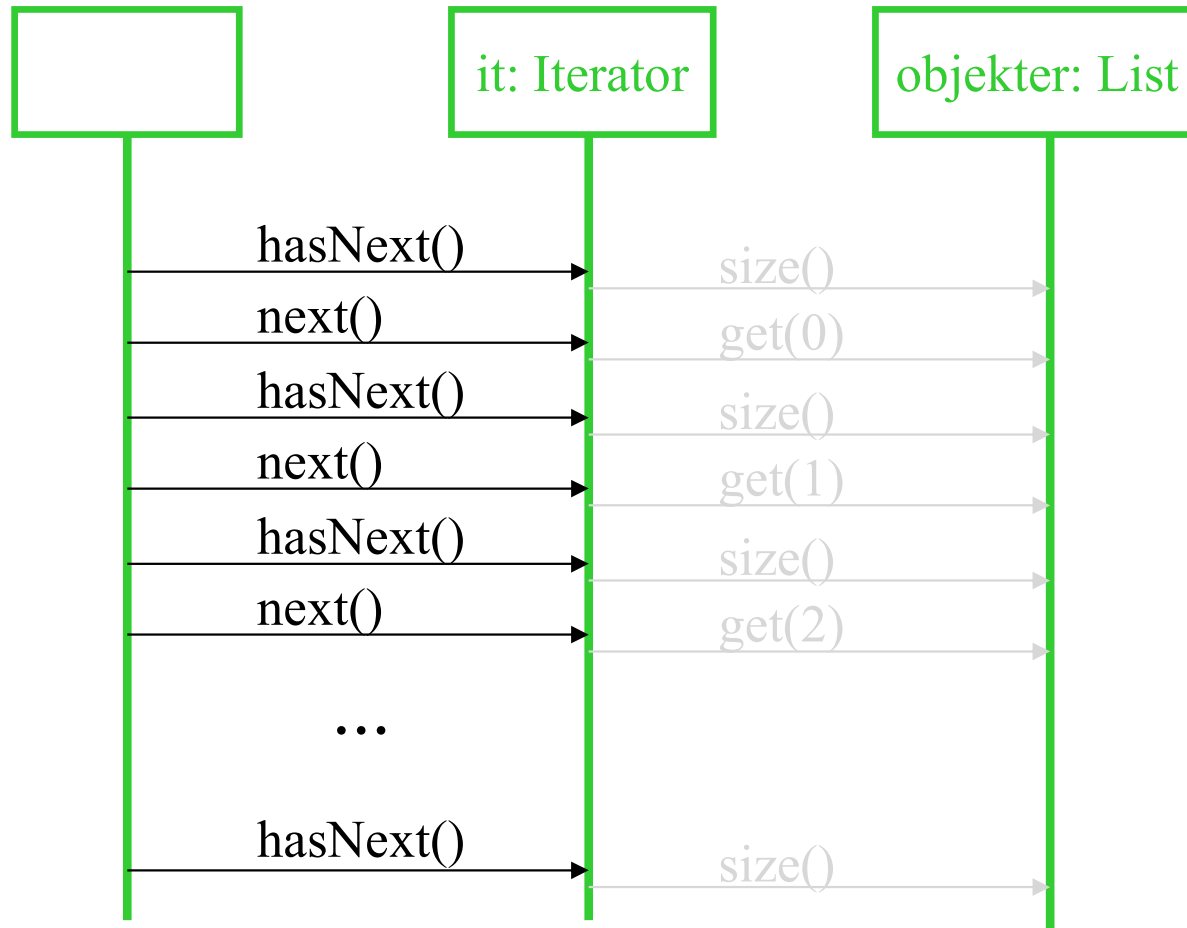 it: Iterator
objekter: List
hasNext()
size()
next()
get(0)
hasNext()
size()
next()
get(1)
hasNext()
size()
next()
get(2)
...
hasNext()
size()